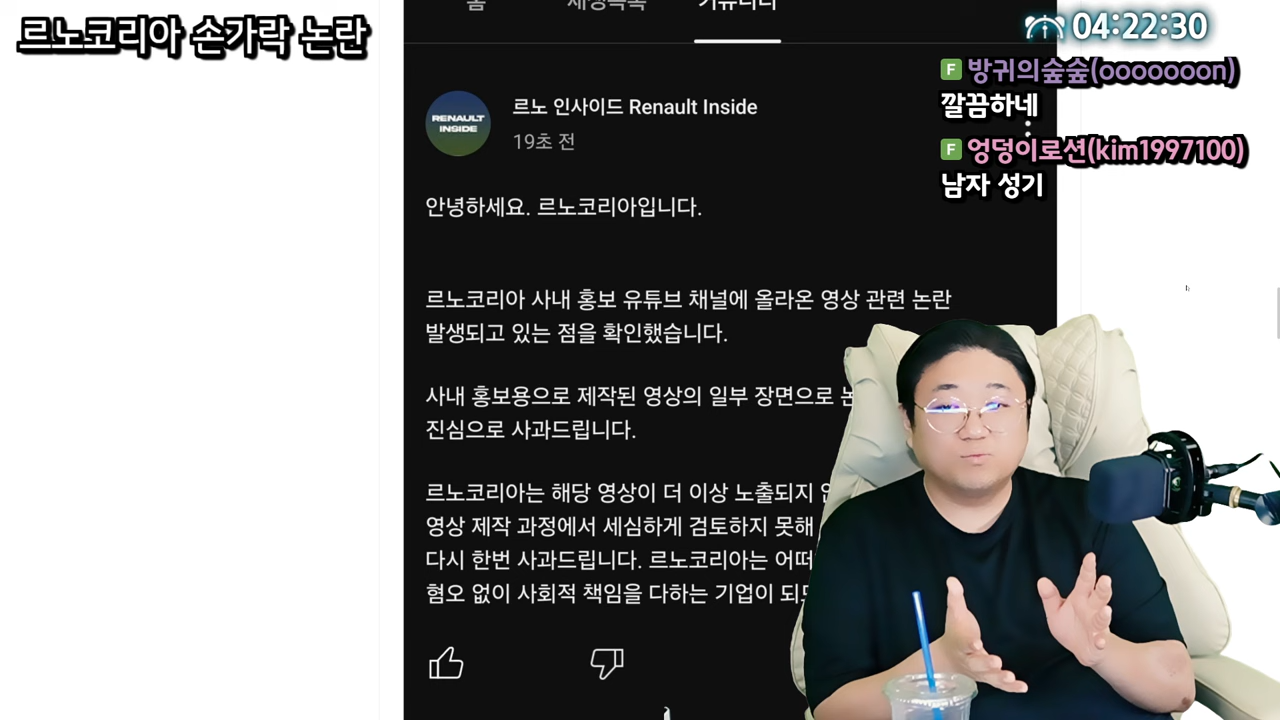 르노코리아 손가락 논란
04:22:30
홈 재생목록 커뮤니티
F 방귀의숲숲(ooooooon)
깔끔하네
F 엉덩이로션(kim1997100)
남자 성기
RENAULT
INSIDE
르노 인사이드 Renault Inside
19초 전
안녕하세요. 르노코리아입니다.
르노코리아 사내 홍보 유튜브 채널에 올라온 영상 관련 논란
발생되고 있는 점을 확인했습니다.
사내 홍보용으로 제작된 영상의 일부 장면으로
진심으로 사과드립니다.
르노코리아는 해당 영상이 더 이상 노출되지
영상 제작 과정에서 세심하게 검토하지 못해
다시 한번 사과드립니다. 르노코리아는 어떠
혐오 없이 사회적 책임을 다하는 기업이